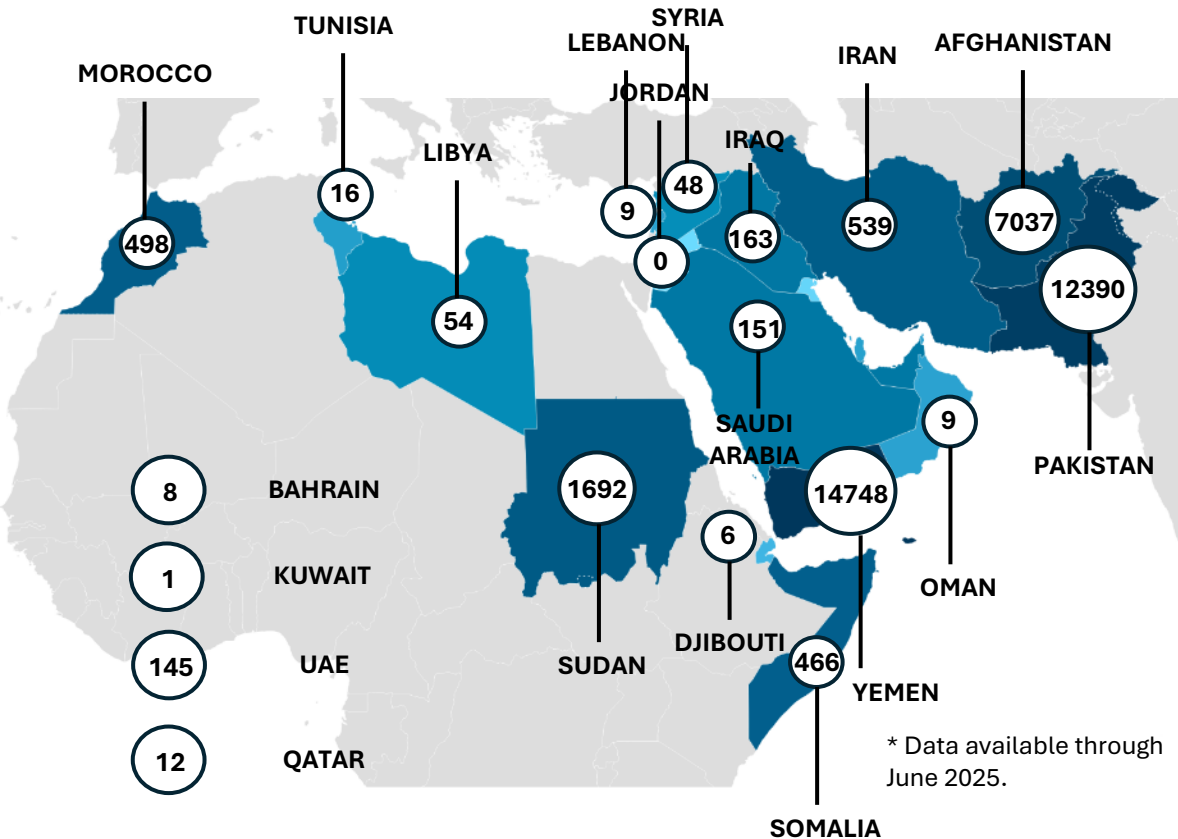 SYRIA
TUNISIA
LEBANON
IRAN
AFGHANISTAN
MOROCCO
JORDAN
IRAQ
LIBYA
16
48
9
498
163
539
7037
0
12390
54
151
SAUDI
ARABIA
9
PAKISTAN
8
BAHRAIN
1692
14748
6
1
KUWAIT
OMAN
DJIBOUTI
145
UAE
SUDAN
466
YEMEN
12
QATAR
* Data available through
June 2025.
SOMALIA